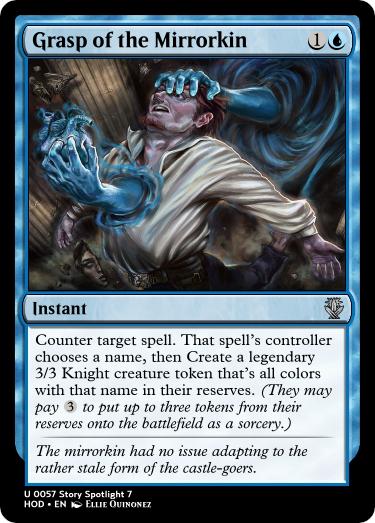 Grasp of the Mirrorkin 1
Instant
Counter target spell. That spell's controller
chooses a name, then Create a legendary
3/3 Knight creature token that's all colors
with that name in their reserves. (They may
pay 3 to put up to three tokens from their
reserves onto the battlefield as a sorcery.)
The mirrorkin had no issue adapting to the
rather stale form of the castle-goers.
U 0057 Story Spotlight 7
HOD • EN Ellie Quinonez